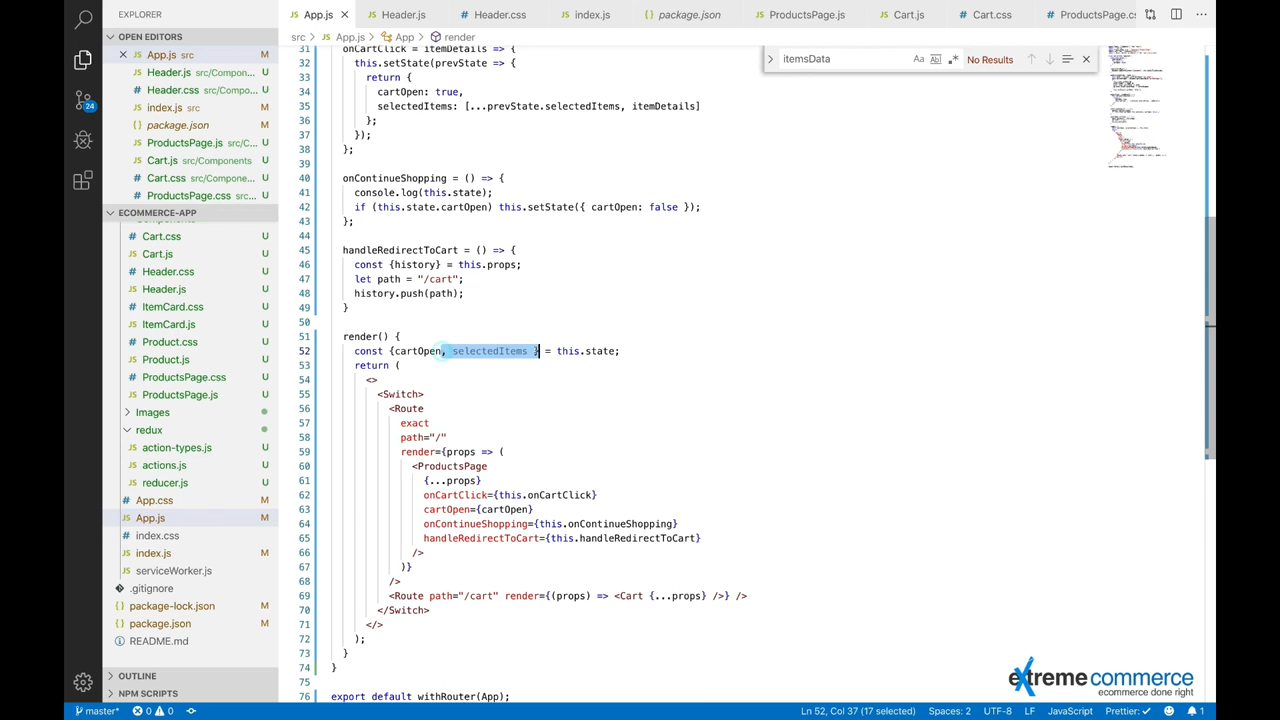 EXPLORER
App.js
Header.js
Header.css
index.js
package.json
ProductsPage.js
Cart.js
Cart.css
ProductsPage.cs
OPEN EDITORS
App.js src M
Header.js src/Compon... U
Header.css src/Compo... U
index.js src M
package.json M
ProductsPage.js src/C... U
Cart.js src/Components U
Cart.css src/Compone... U
ProductsPage.css src/... U
ECOMMERCE-APP
Components
Cart.css U
Cart.js U
Header.css U
Header.js U
ItemCard.css U
ItemCard.js U
Product.css U
Product.js U
ProductsPage.css U
ProductsPage.js U
Images
redux
action-types.js U
actions.js U
reducer.js U
App.css M
App.js M
index.css
index.js M
serviceWorker.js
.gitignore
package-lock.json M
package.json M
README.md
OUTLINE
NPM SCRIPTS
24
src > App.js > App > render
itemsData
Aa Abl .* No Results
31 onCartClick = itemDetails => {
32 this.setState(prevState => {
33 return {
34 cartOpen: true,
35 selectedItems: [...prevState.selectedItems, itemDetails]
36 };
37 });
38 };
39
40 onContinueShopping = () => {
41 console.log(this.state);
42 if (this.state.cartOpen) this.setState({ cartOpen: false });
43 };
44
45 handleRedirectToCart = () => {
46 const {history} = this.props;
47 let path = "/cart";
48 history.push(path);
49 }
50
51 render() {
52 const {cartOpen, selectedItems } = this.state;
53 return (
54 <>
55 <Switch>
56 <Route
57 exact
58 path="/"
59 render={props => (
60 <ProductsPage
61 {...props}
62 onCartClick={this.onCartClick}
63 cartOpen={cartOpen}
64 onContinueShopping={this.onContinueShopping}
65 handleRedirectToCart={this.handleRedirectToCart}
66 />
67 )}
68 />
69 <Route path="/cart" render={(props) => <Cart {...props} />} />
70 </Switch>
71 </>
72 );
73 }
74 }
75
76 export default withRouter(App);
extremecommerce
ecommerce done right
master* 0 0
Ln 52, Col 37 (17 selected) Spaces: 2 UTF-8 LF JavaScript Prettier: ✓ 1